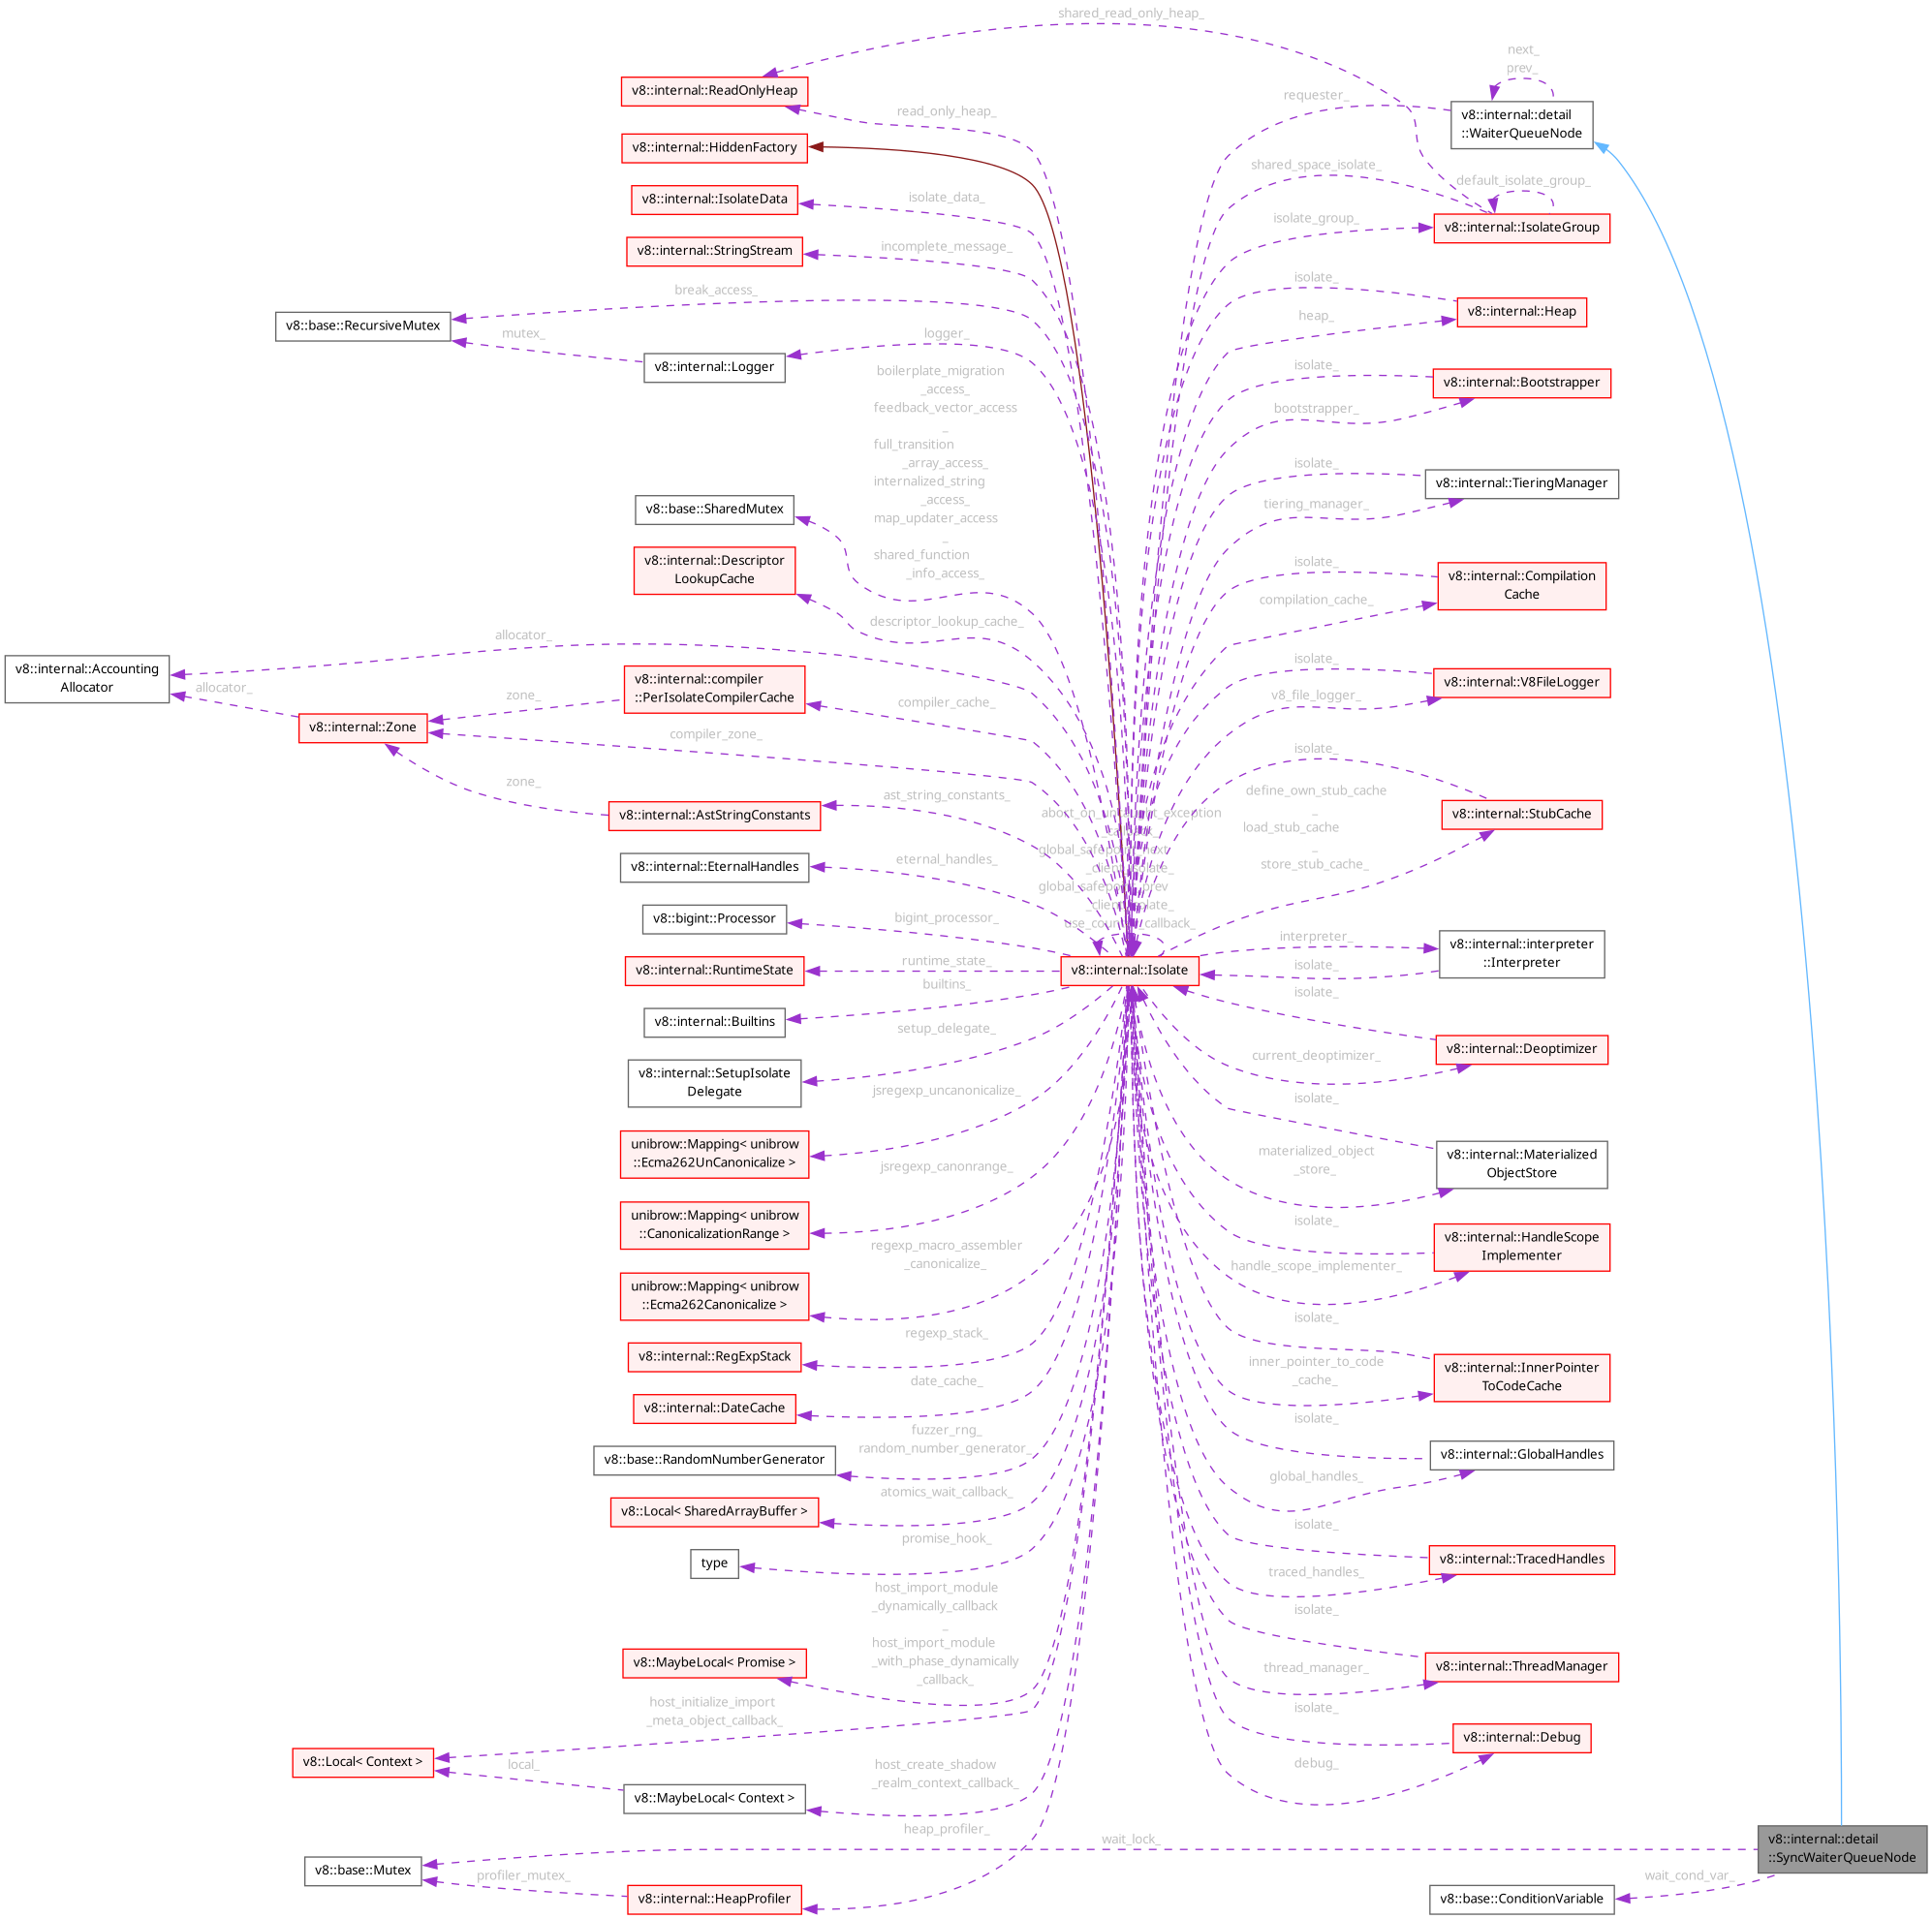 shared_read_only_heap_
next_
prev_
v8::internal::ReadOnlyHeap
requester_
read_only_heap_
v8::internal::detail
::WaiterQueueNode
v8::internal::HiddenFactory
shared_space_isolate_
default_isolate_group_
v8::internal::IsolateData
isolate_data_
isolate_group_
v8::internal::IsolateGroup
v8::internal::StringStream
incomplete_message_
isolate_
break_access_
heap_
v8::internal::Heap
v8::base::RecursiveMutex
mutex_
logger_
v8::internal::Logger
isolate_
boilerplate_migration
_access_
feedback_vector_access
_
full_transition
_array_access_
internalized_string
_access_
map_updater_access
_
shared_function
_info_access_
v8::internal::Bootstrapper
bootstrapper_
isolate_
v8::internal::TieringManager
tiering_manager_
v8::base::SharedMutex
v8::internal::Descriptor
LookupCache
isolate_
v8::internal::Compilation
Cache
compilation_cache_
descriptor_lookup_cache_
allocator_
v8::internal::Accounting
Allocator
allocator_
v8::internal::compiler
::PerIsolateCompilerCache
zone_
compiler_cache_
isolate_
v8::internal::V8FileLogger
v8_file_logger_
v8::internal::Zone
compiler_zone_
isolate_
zone_
v8::internal::AstStringConstants
ast_string_constants_
define_own_stub_cache
_
load_stub_cache
_
store_stub_cache_
v8::internal::StubCache
v8::internal::EternalHandles
eternal_handles_
v8::bigint::Processor
bigint_processor_
interpreter_
v8::internal::interpreter
::Interpreter
v8::internal::RuntimeState
runtime_state_
v8::internal::Isolate
isolate_
builtins_
v8::internal::Builtins
isolate_
setup_delegate_
v8::internal::Deoptimizer
current_deoptimizer_
v8::internal::SetupIsolate
Delegate
jsregexp_uncanonicalize_
isolate_
unibrow::Mapping< unibrow
::Ecma262UnCanonicalize >
materialized_object
_store_
v8::internal::Materialized
ObjectStore
jsregexp_canonrange_
unibrow::Mapping< unibrow
::CanonicalizationRange >
isolate_
v8::internal::HandleScope
Implementer
handle_scope_implementer_
regexp_macro_assembler
_canonicalize_
unibrow::Mapping< unibrow
::Ecma262Canonicalize >
isolate_
regexp_stack_
v8::internal::RegExpStack
inner_pointer_to_code
_cache_
v8::internal::InnerPointer
ToCodeCache
date_cache_
v8::internal::DateCache
isolate_
fuzzer_rng_
random_number_generator_
v8::base::RandomNumberGenerator
v8::internal::GlobalHandles
global_handles_
atomics_wait_callback_
v8::Local< SharedArrayBuffer >
isolate_
promise_hook_
type
v8::internal::TracedHandles
traced_handles_
host_import_module
_dynamically_callback
_
host_import_module
_with_phase_dynamically
_callback_
isolate_
v8::MaybeLocal< Promise >
v8::internal::ThreadManager
thread_manager_
host_initialize_import
_meta_object_callback_
isolate_
v8::internal::Debug
debug_
v8::Local< Context >
local_
v8::MaybeLocal< Context >
host_create_shadow
_realm_context_callback_
heap_profiler_
wait_lock_
v8::internal::detail
::SyncWaiterQueueNode
v8::base::Mutex
profiler_mutex_
v8::internal::HeapProfiler
wait_cond_var_
v8::base::ConditionVariable